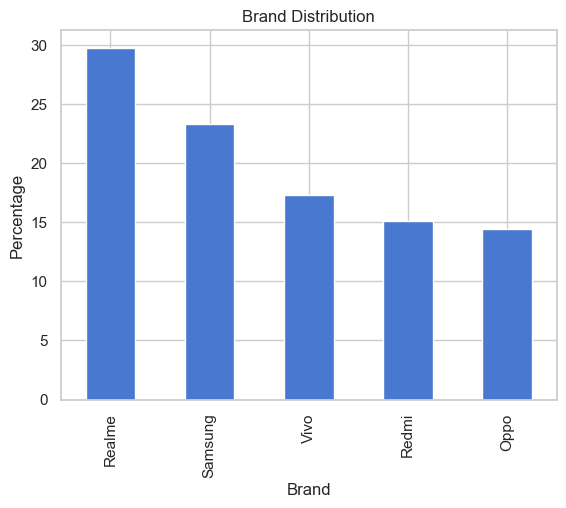 Brand Distribution
Percentage
30
25
20
15
10
5
0
Realme
Samsung
Vivo
Redmi
Oppo
Brand